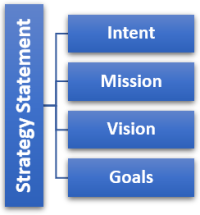 Strategy Statement
Intent
Mission
Vision
Goals